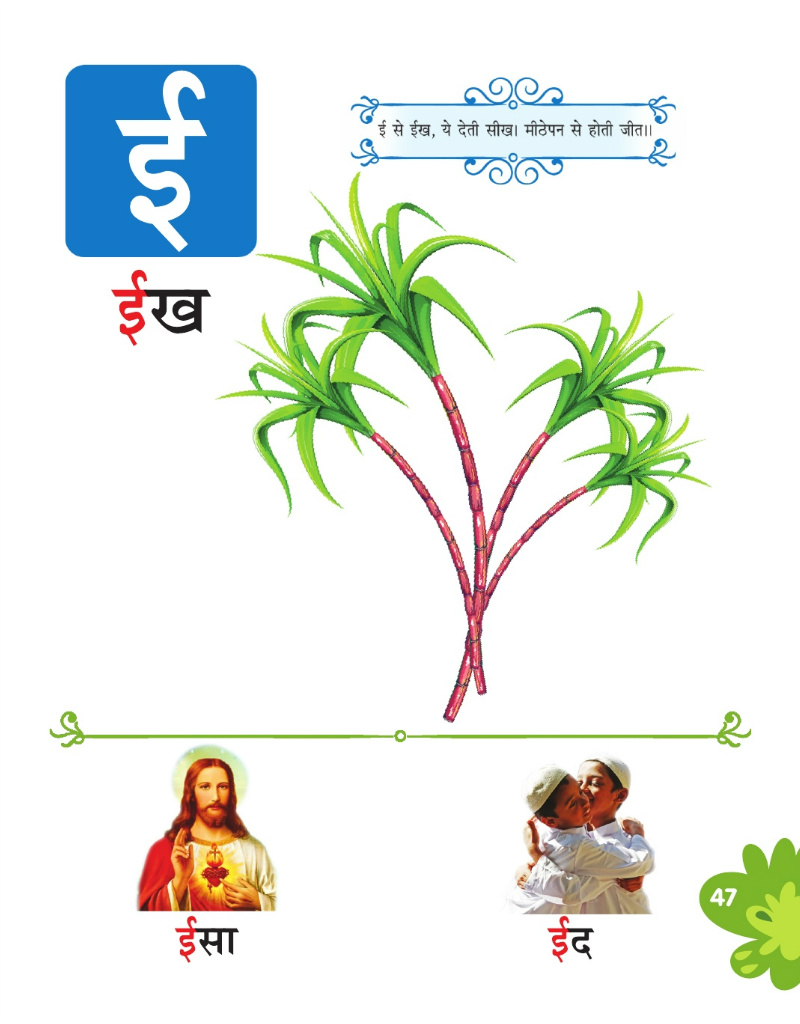 ई
ई से ईख, ये देती सीख। मीठेपन से होती जीत।।
ईख
ईसा
ईद
47